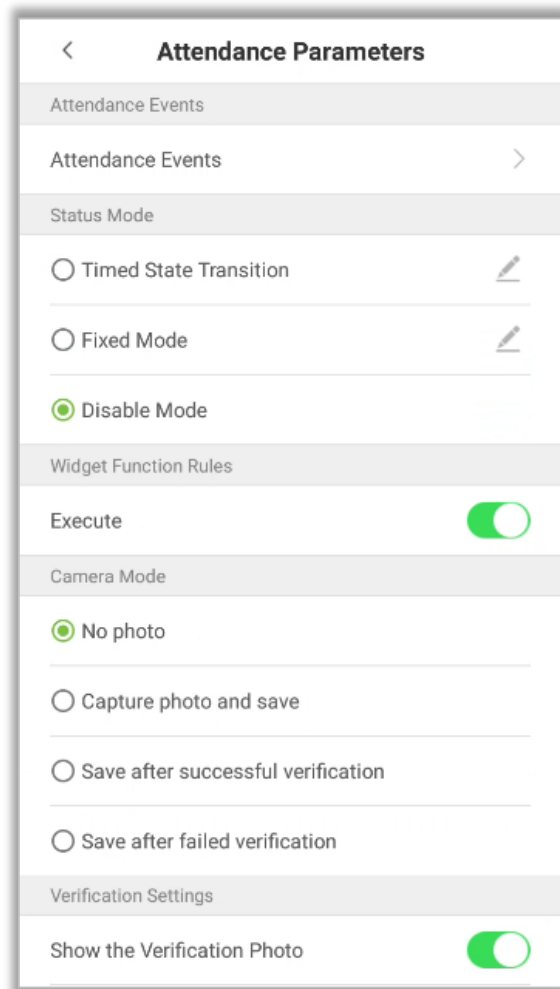 Attendance Parameters
Attendance Events
Attendance Events
Status Mode
Timed State Transition
Fixed Mode
Disable Mode
Widget Function Rules
Execute
Camera Mode
No photo
Capture photo and save
Save after successful verification
Save after failed verification
Verification Settings
Show the Verification Photo